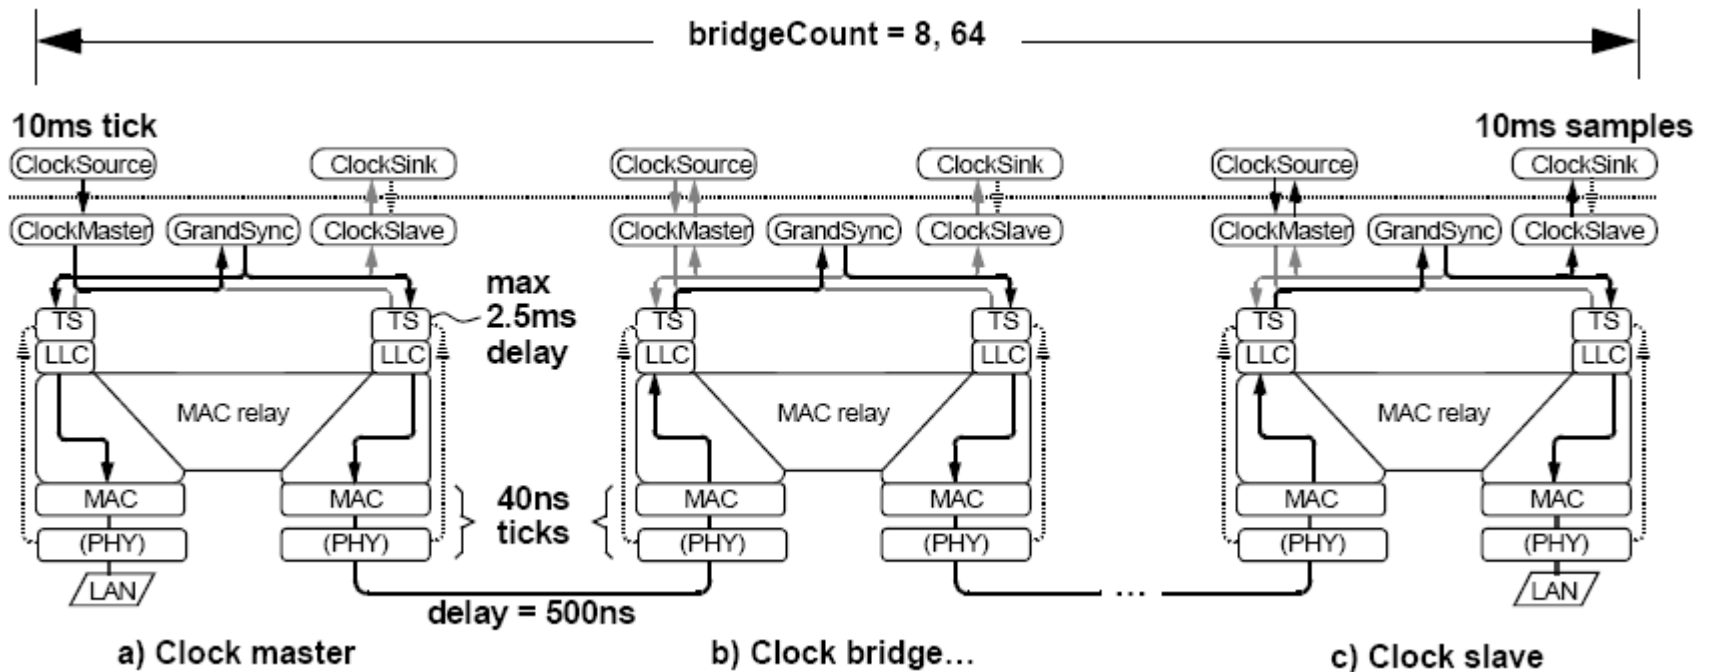 bridgeCount = 8, 64
10ms tick
10ms samples
ClockSource
ClockSink
ClockSource
ClockSink
ClockSource
ClockSink
ClockMaster
GrandSync
ClockSlave
ClockMaster
GrandSync
ClockSlave
ClockMaster
GrandSync
ClockSlave
max
2.5ms
delay
TS
TS
TS
TS
TS
TS
LLC
LLC
LLC
LLC
LLC
LLC
MAC relay
MAC relay
MAC relay
MAC
MAC
40ns
ticks
MAC
MAC
MAC
MAC
(PHY)
(PHY)
(PHY)
(PHY)
(PHY)
(PHY)
LAN
delay = 500ns
...
LAN
a) Clock master
b) Clock bridge...
c) Clock slave